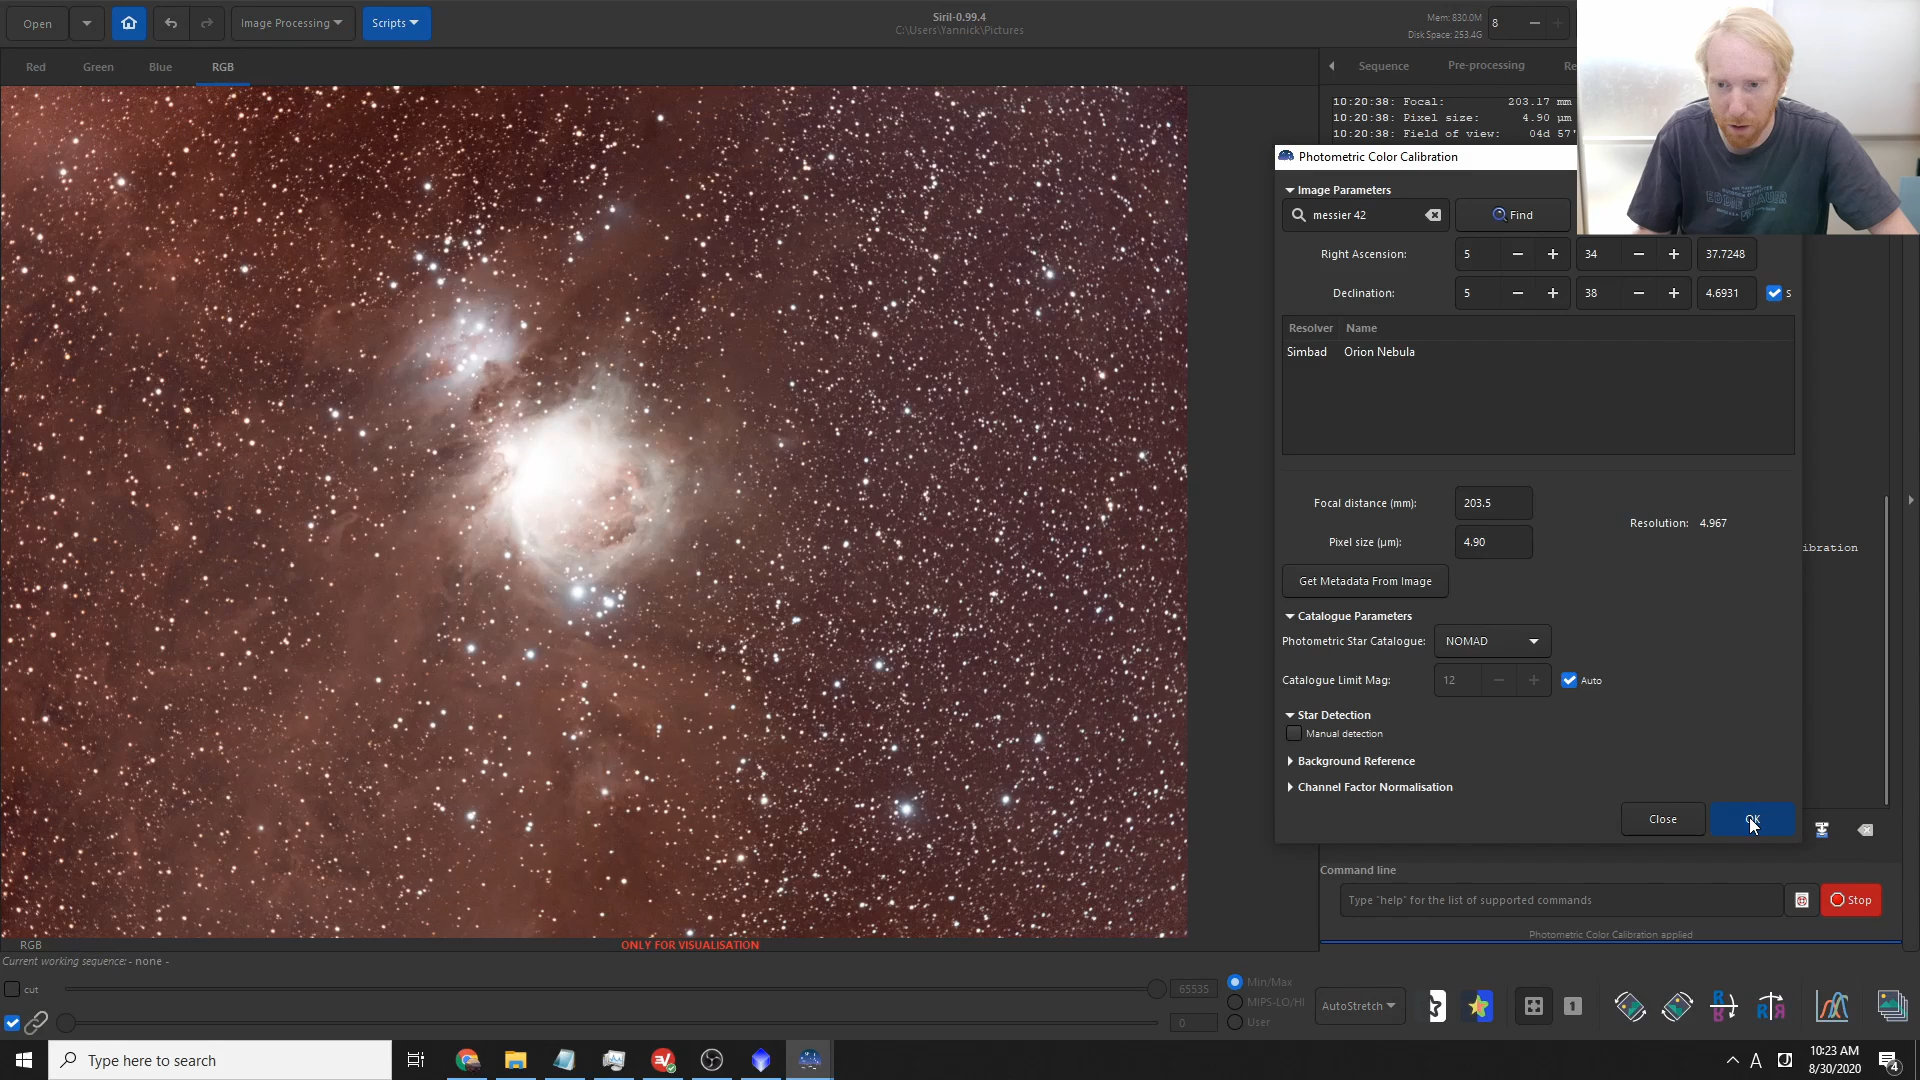 Open
Image Processing
Scripts
Siril-0.99.4
C:\Users\Yannick\Pictures
Mem: 830.0M
Disk Space: 253.4G
8
Red
Green
Blue
RGB
Sequence
Pre-processing
Re
10:20:38: Focal: 203.17 mm
10:20:38: Pixel size: 4.90 µm
10:20:38: Field of view: 04d 57'
Photometric Color Calibration
Image Parameters
messier 42
Find
Right Ascension:
5
34
37.7248
Declination:
5
38
4.6931
S
Resolver Name
Simbad Orion Nebula
Focal distance (mm):
203.5
Resolution: 4.967
Pixel size (µm):
4.90
ibration
Get Metadata From Image
Catalogue Parameters
Photometric Star Catalogue:
NOMAD
Catalogue Limit Mag:
12
Auto
Star Detection
Manual detection
Background Reference
Channel Factor Normalisation
Close
OK
Command line
Type 'help' for the list of supported commands
Stop
Photometric Color Calibration applied
RGB
ONLY FOR VISUALISATION
Current working sequence: - none -
cut
65535
0
Min/Max
MIPS-LO/HI
User
AutoStretch
1
Type here to search
A
10:23 AM
8/30/2020
4